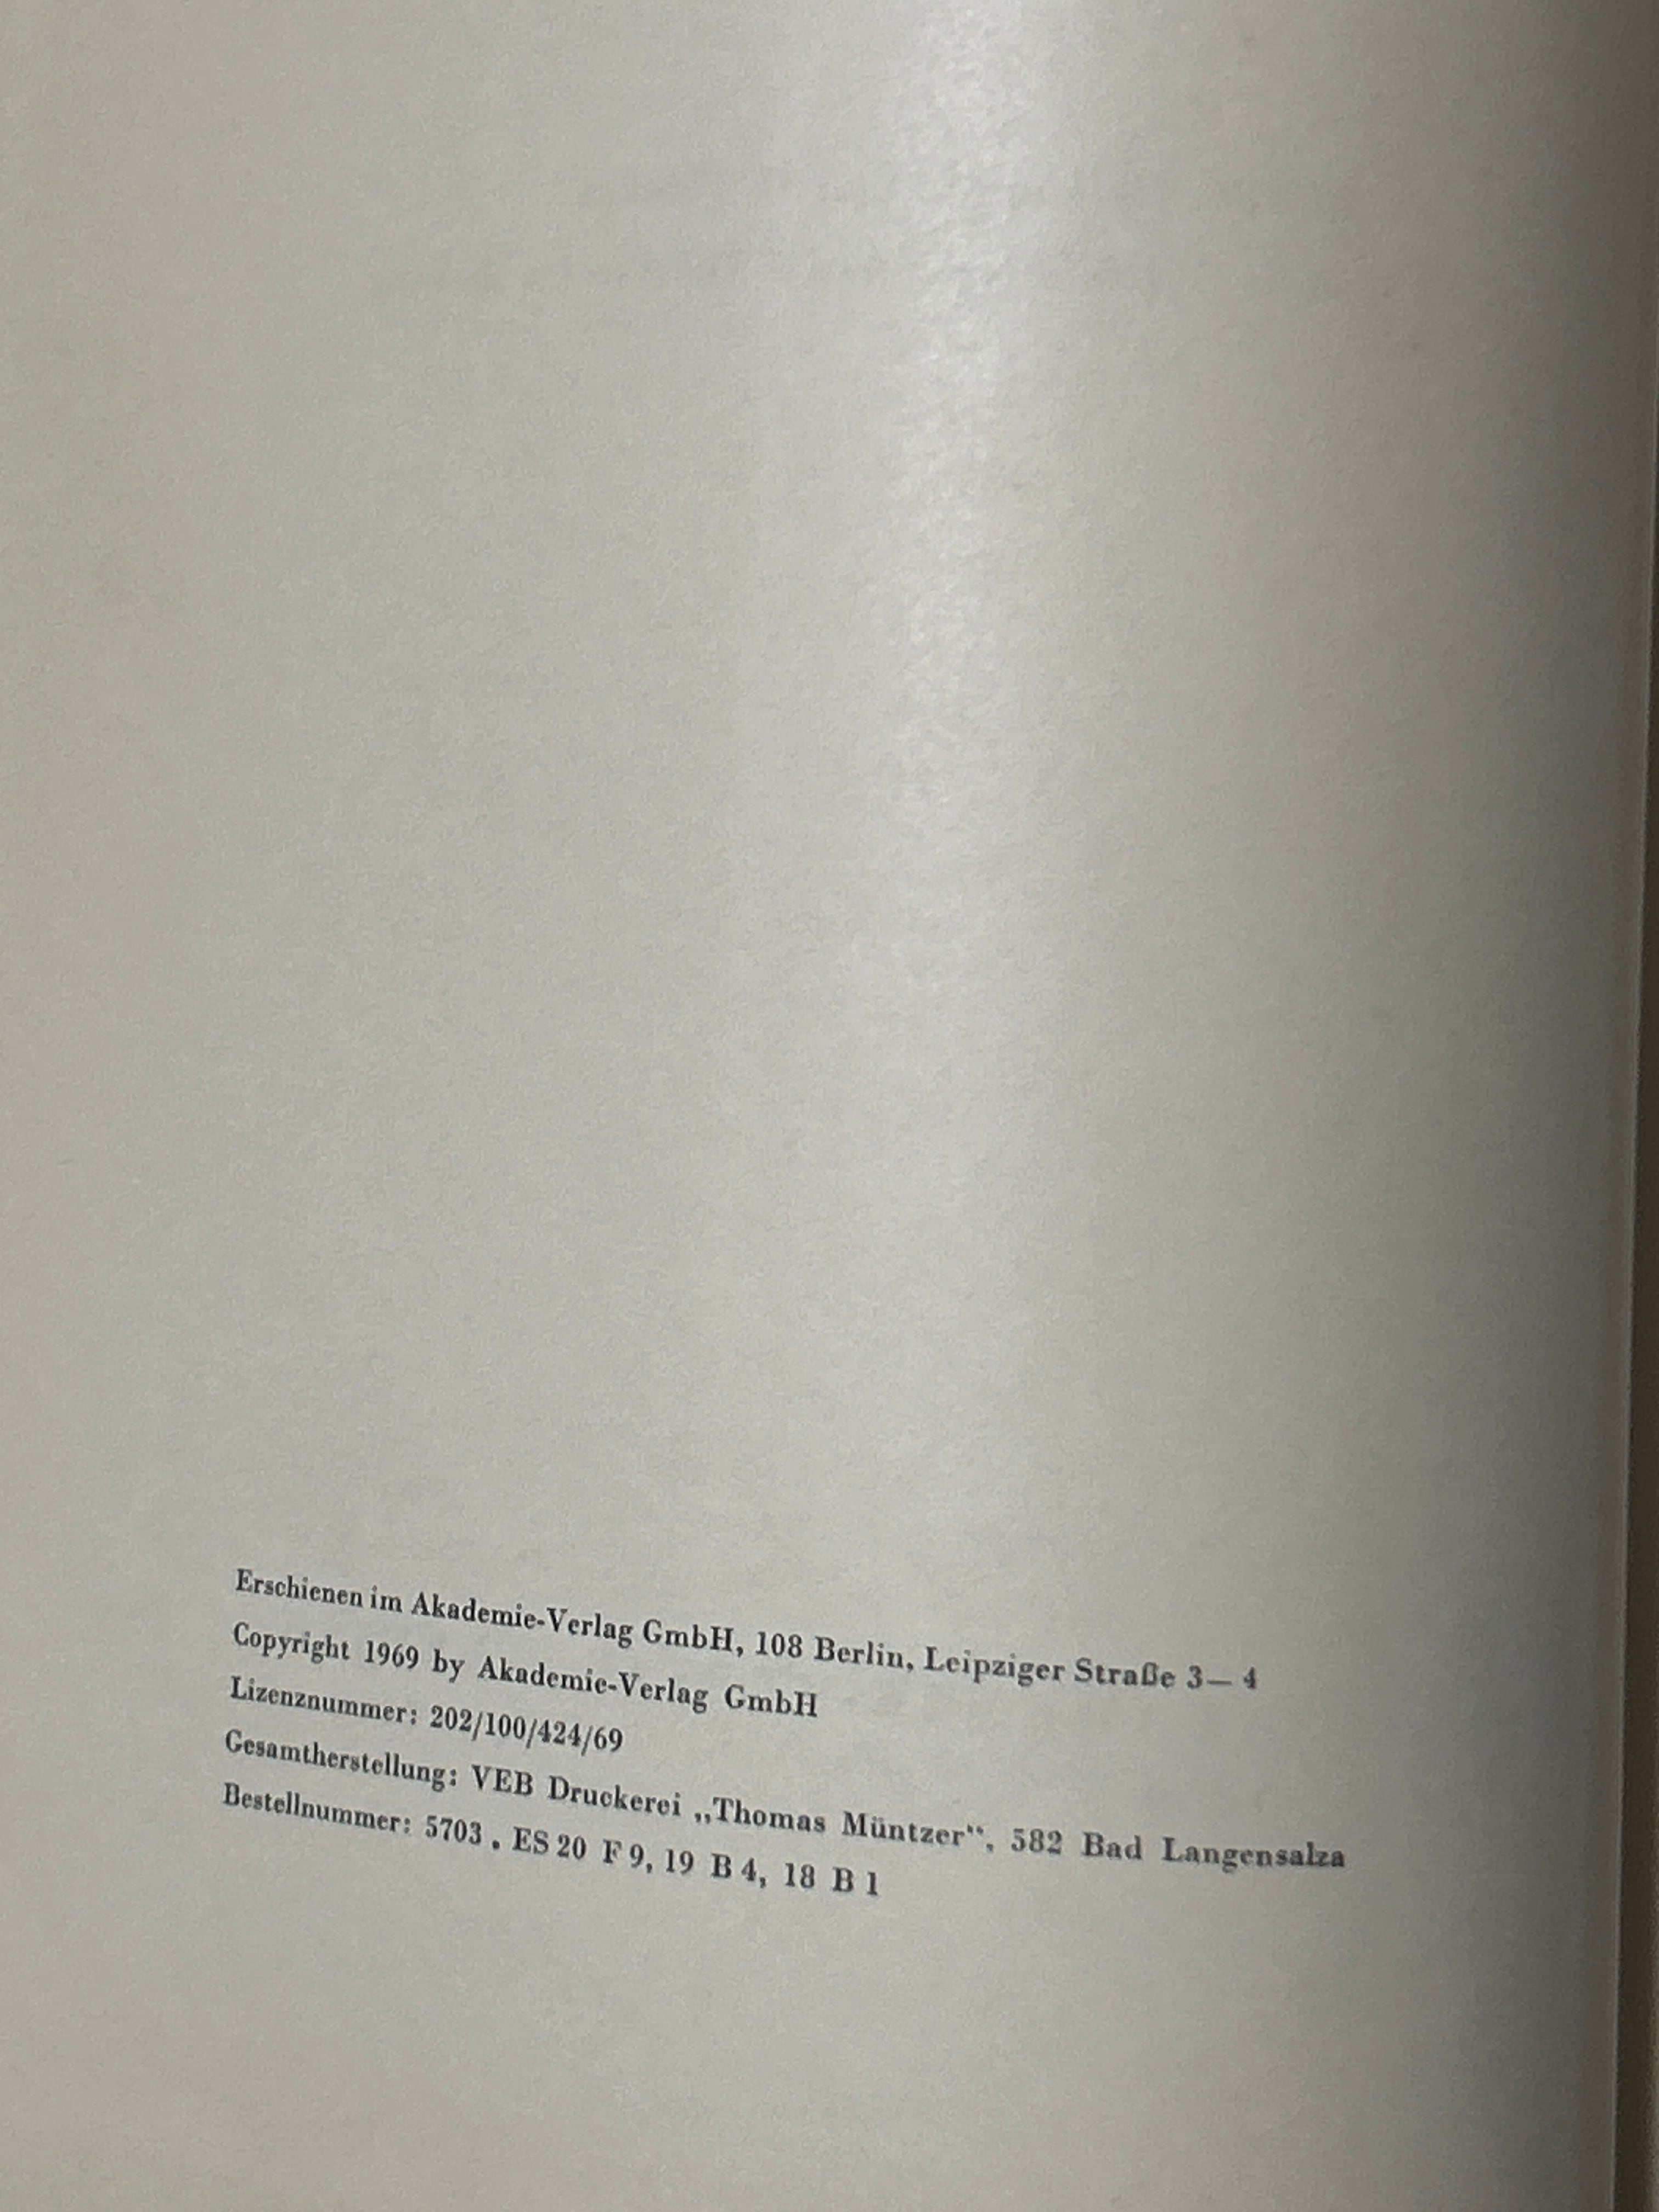 Erschienen im Akademie-Verlag GmbH, 108 Berlin, Leipziger Straße 3— 4
Copyright 1969 by Akademie-Verlag GmbH
Lizenznummer: 202/100/424/69
Gesamtherstellung: VEB Druckerei „Thomas Müntzer“, 582 Bad Langensalza
Bestellnummer: 5703 . ES 20 F 9, 19 B 4, 18 B 1